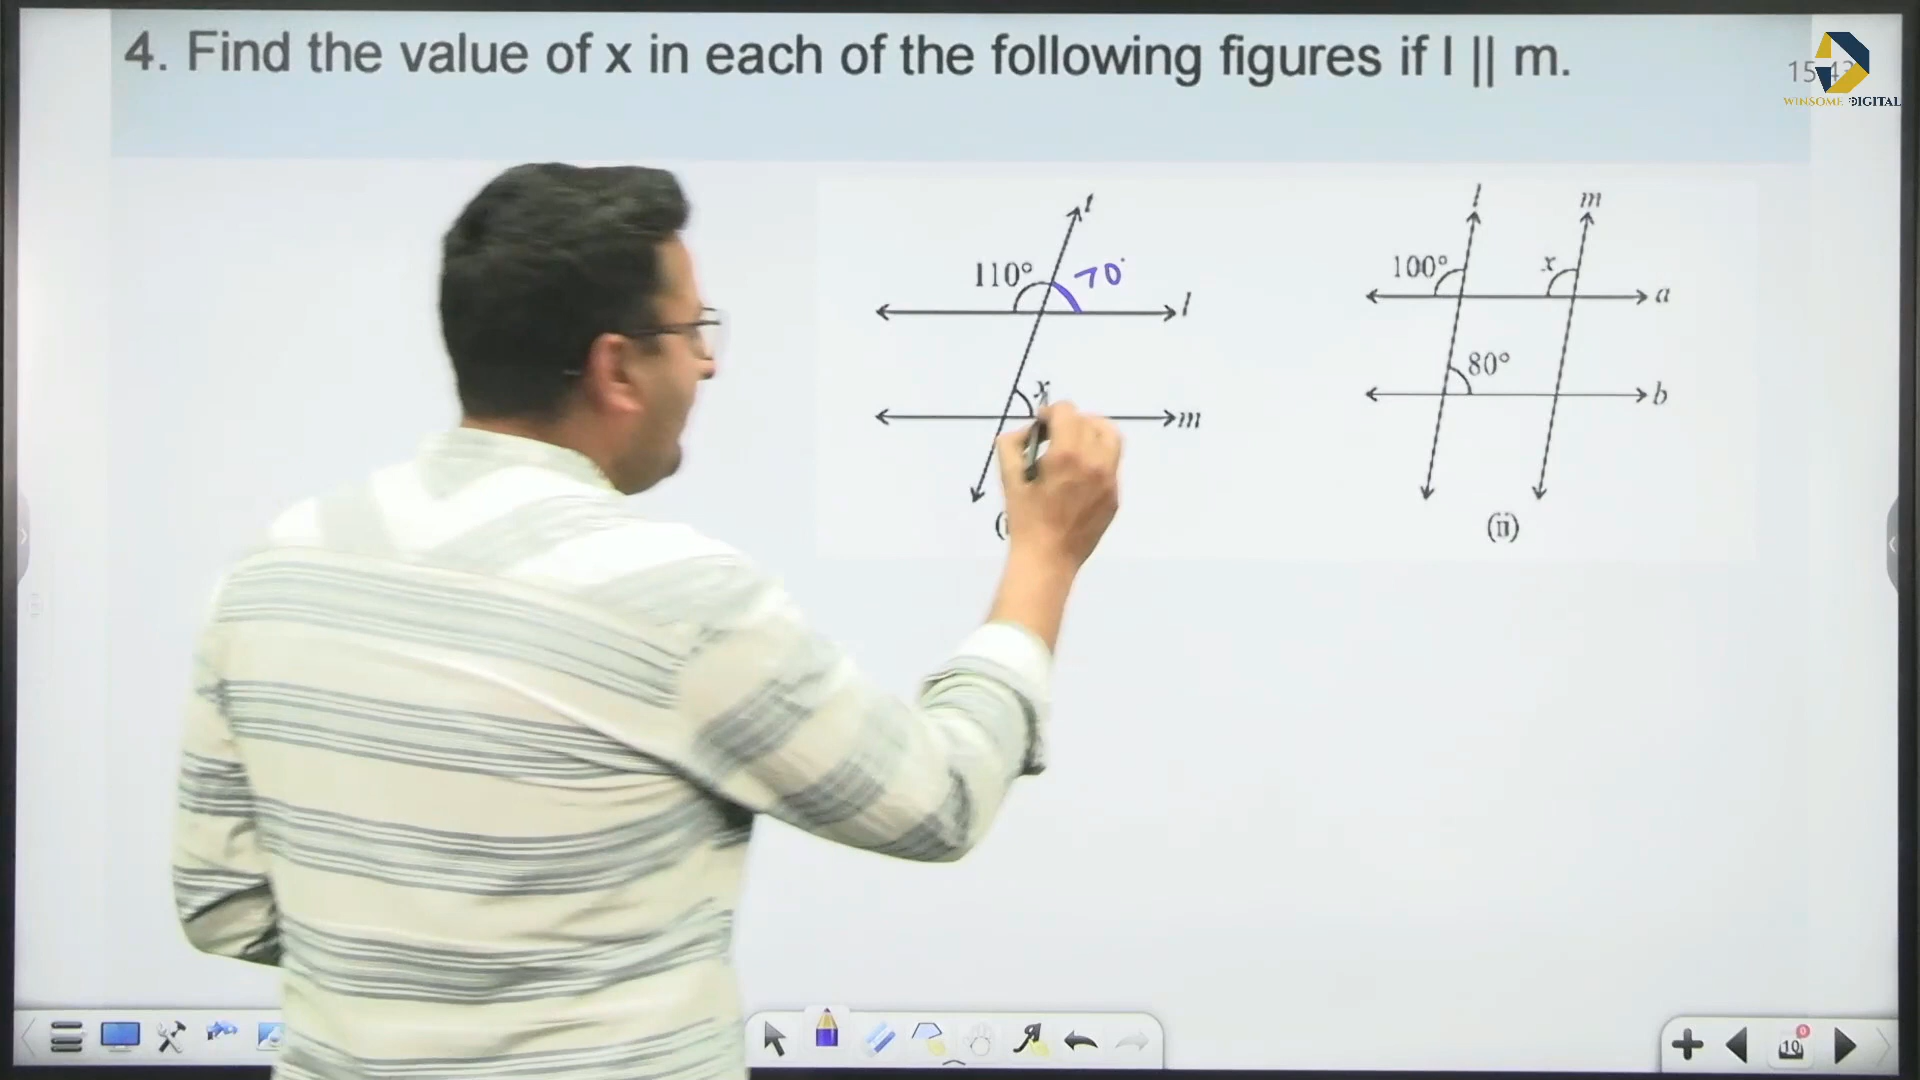 4. Find the value of x in each of the following figures if l || m.
WINSOME DIGITAL
t
110°
70°
l
x
m
l
m
100°
x
a
80°
b
(ii)
10